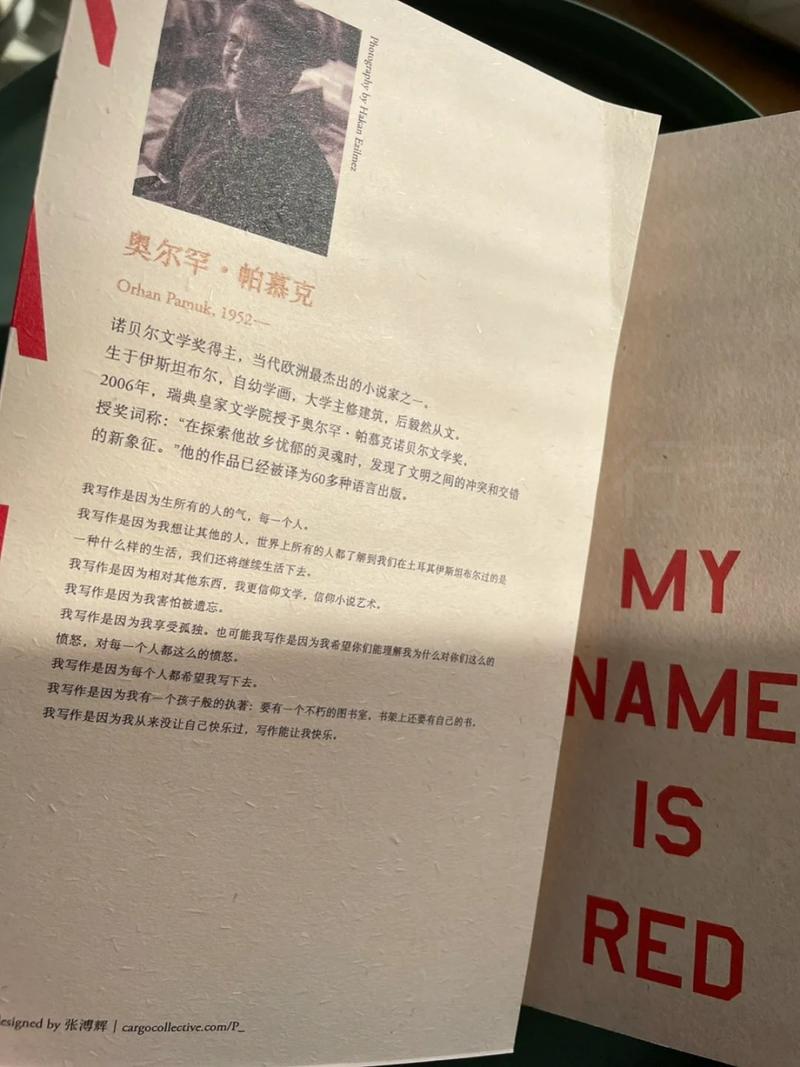 Photography by Hakan Ezilmez
奥尔罕·帕慕克
Orhan Pamuk, 1952—
诺贝尔文学奖得主，当代欧洲最杰出的小说家之一。
生于伊斯坦布尔，自幼学画，大学主修建筑，后毅然从文。
2006年，瑞典皇家文学院授予奥尔罕·帕慕克诺贝尔文学奖，
授奖词称：“在探索他故乡忧郁的灵魂时，发现了文明之间的冲突和交错
的新象征。”他的作品已经被译为60多种语言出版。
我写作是因为生所有的人的气，每一个人。
我写作是因为我想让其他的人，世界上所有的人都了解到我们在土耳其伊斯坦布尔过的是
一种什么样的生活，我们还将继续生活下去。
我写作是因为相对其他东西，我更信仰文学，信仰小说艺术。
我写作是因为我害怕被遗忘。
我写作是因为我享受孤独。也可能我写作是因为我希望你们能理解我为什么对你们这么的
愤怒，对每一个人都这么的愤怒。
我写作是因为每个人都希望我写下去。
我写作是因为我有一个孩子般的执著：要有一个不朽的图书室，书架上还要有自己的书。
我写作是因为我从来没让自己快乐过，写作能让我快乐。
designed by 张溥辉 | cargocollective.com/P_
MY
NAME
IS
RED